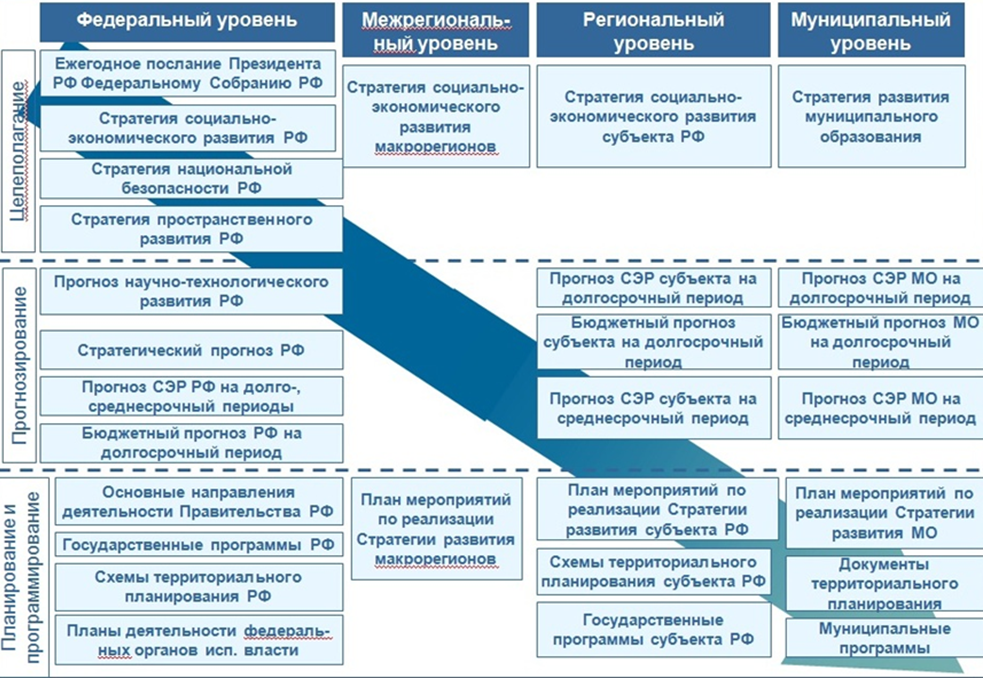 Федеральный уровень
Межрегиональ-
ный уровень
Региональный
уровень
Муниципальный
уровень
Целеполагание
Ежегодное послание Президента
РФ Федеральному Собранию РФ
Стратегия социально-
экономического развития РФ
Стратегия национальной
безопасности РФ
Стратегия пространственного
развития РФ
Стратегия социально-
экономического
развития
макрорегионов
Стратегия социально-
экономического развития
субъекта РФ
Стратегия развития
муниципального
образования
Прогнозирование
Прогноз научно-технологического
развития РФ
Стратегический прогноз РФ
Прогноз СЭР РФ на долго-,
среднесрочный периоды
Бюджетный прогноз РФ на
долгосрочный период
Прогноз СЭР субъекта на
долгосрочный период
Бюджетный прогноз
субъекта на долгосрочный
период
Прогноз СЭР субъекта на
среднесрочный период
Прогноз СЭР МО на
долгосрочный период
Бюджетный прогноз МО
на долгосрочный
период
Прогноз СЭР МО на
среднесрочный период
Планирование и
программирование
Основные направления
деятельности Правительства РФ
Государственные программы РФ
Схемы территориального
планирования РФ
Планы деятельности федераль-
ных органов исп. власти
План мероприятий
по реализации
Стратегии развития
макрорегионов
План мероприятий по
реализации Стратегии
развития субъекта РФ
Схемы территориального
планирования субъекта РФ
Государственные
программы субъекта РФ
План мероприятий по
реализации Стратегии
развития МО
Документы
территориального
планирования
Муниципальные
программы